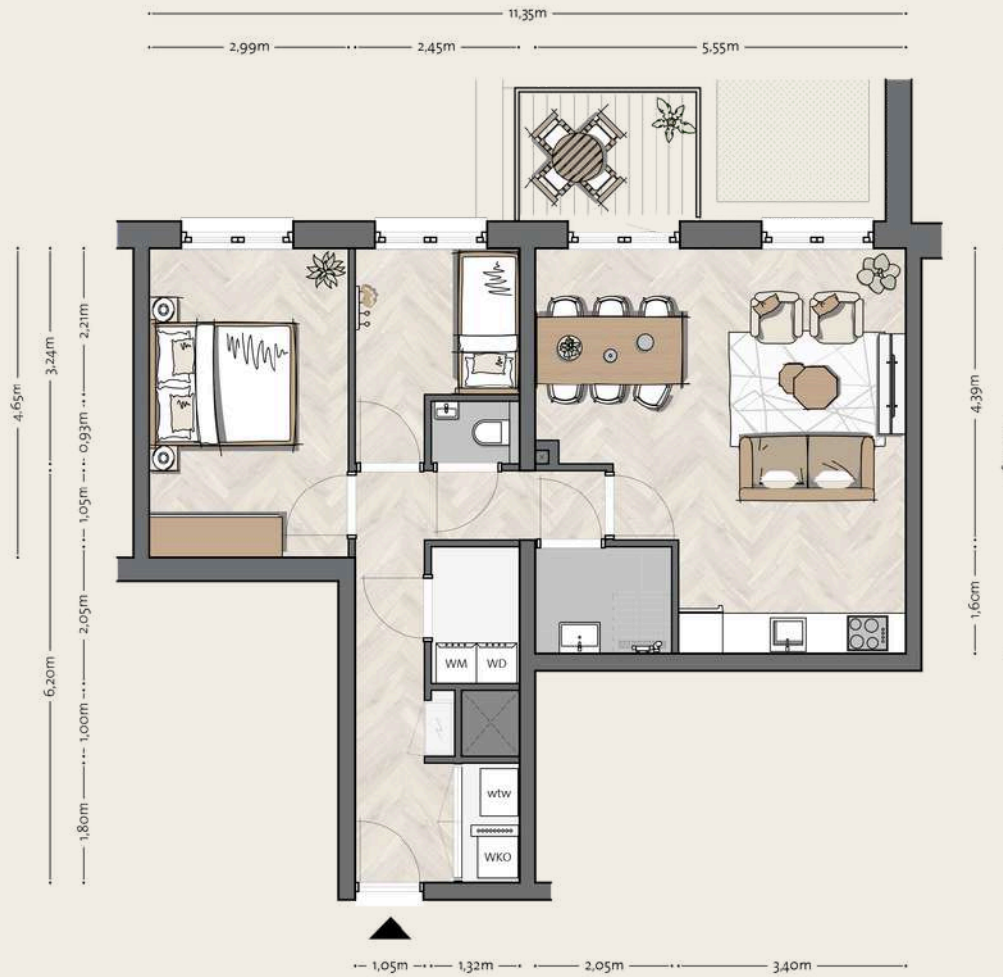 11,35m
2,99m
2,45m
5,55m
4,65m
3,24m
2,21m
0,93m
1,05m
2,05m
6,20m
1,00m
1,80m
4,39m
1,60m
WM
WD
wtw
WKO
1,05m
1,32m
2,05m
3,40m